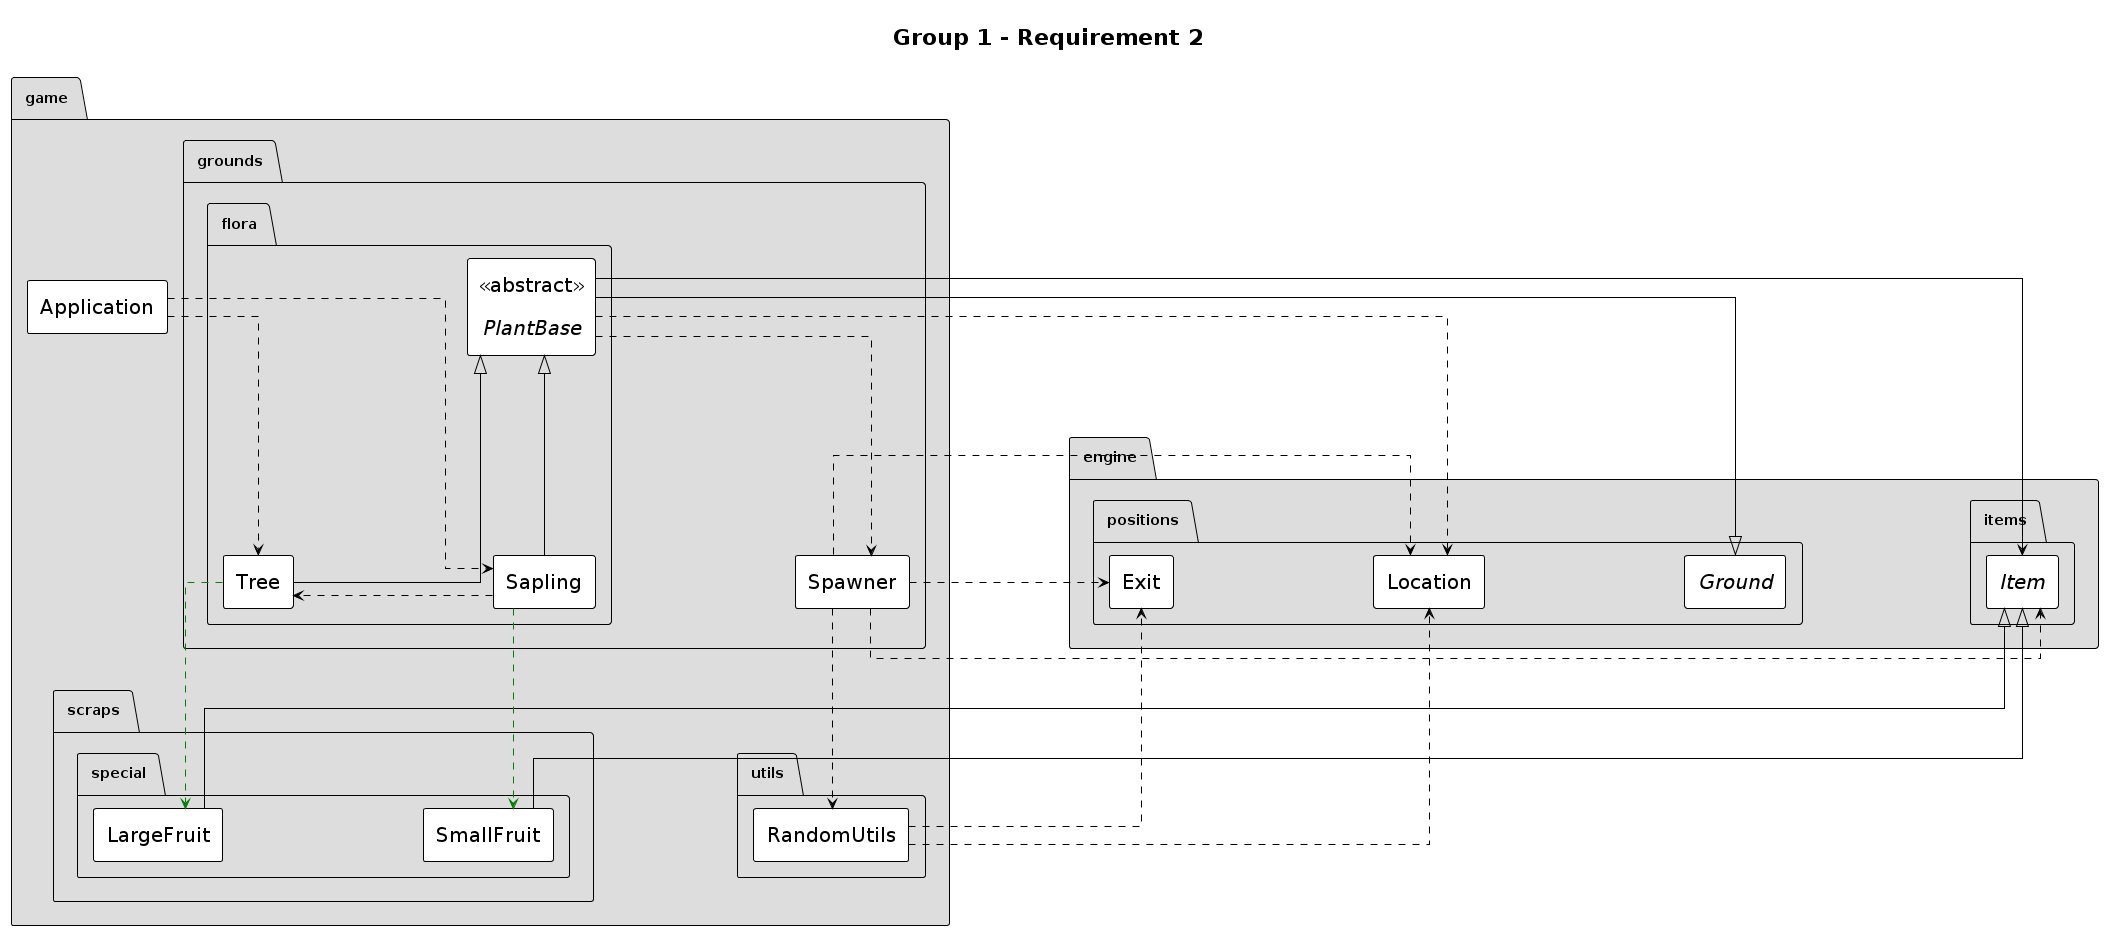 Group 1 - Requirement 2
game
grounds
flora
Application
«abstract»
PlantBase
engine
positions
items
Tree
Sapling
Spawner
Exit
Location
Ground
Item
scraps
special
utils
LargeFruit
SmallFruit
RandomUtils